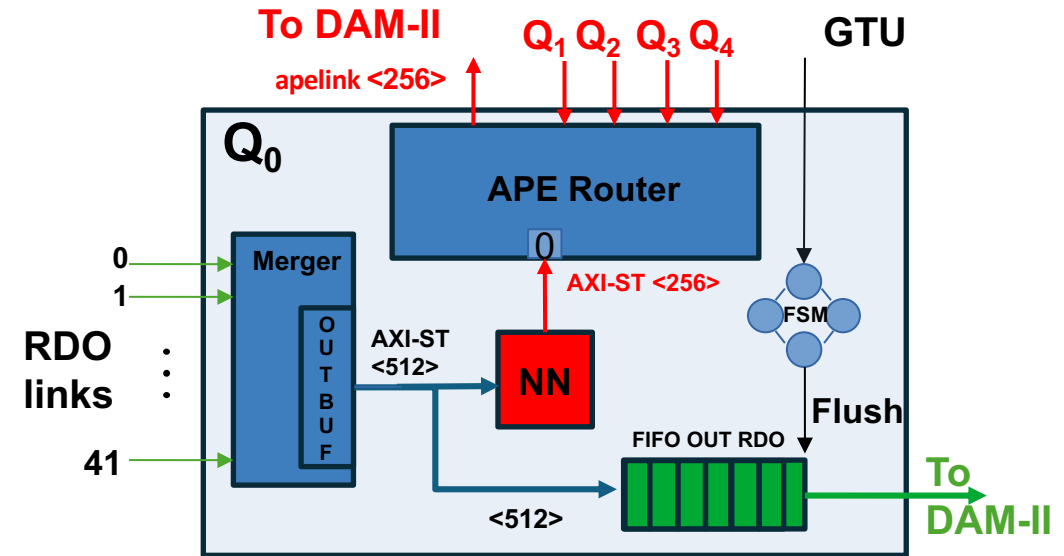 To DAM-II
apelink <256>
Q1 Q2 Q3 Q4
GTU
Q0
APE Router
0
AXI-ST <256>
Merger
OUTBUF
0
1
RDO
links
:
41
AXI-ST
<512>
NN
FSM
Flush
FIFO OUT RDO
<512>
To
DAM-II